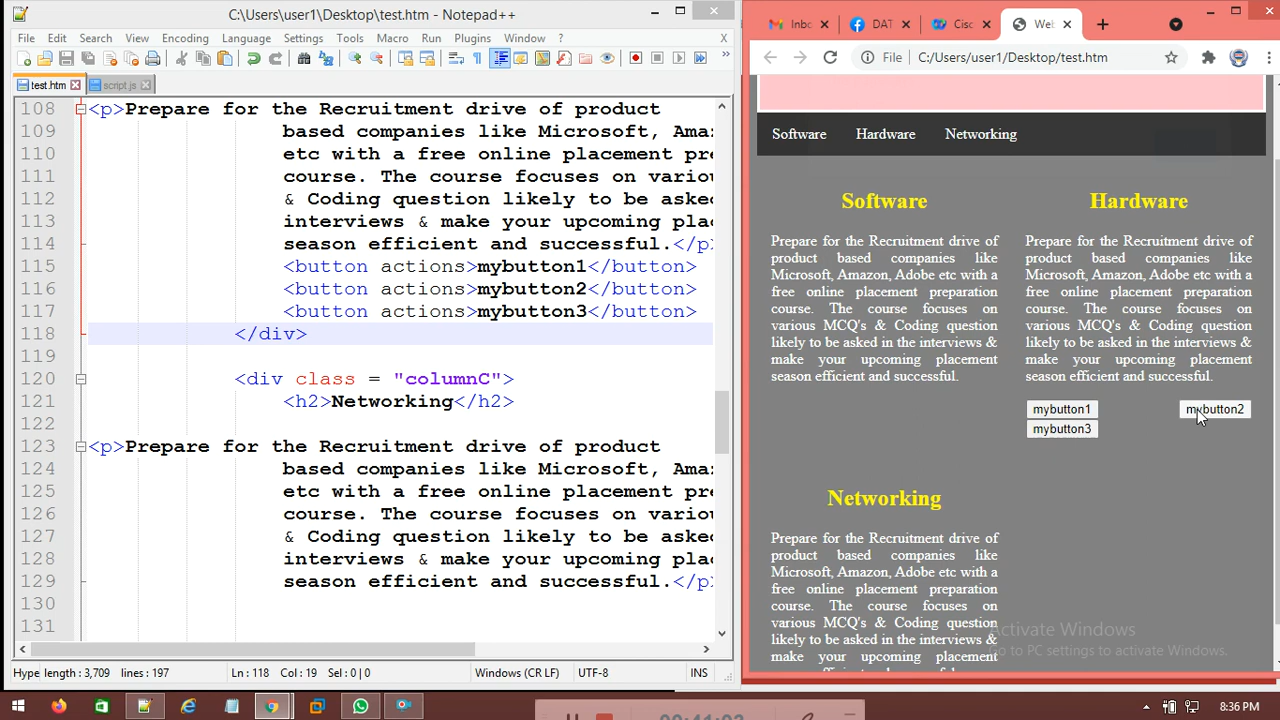 C:\Users\user1\Desktop\test.htm - Notepad++
File Edit Search View Encoding Language Settings Tools Macro Run Plugins Window ? X
test.htm script.js
108 <p>Prepare for the Recruitment drive of product
109 based companies like Microsoft, Ama
110 etc with a free online placement pre
111 course. The course focuses on variou
112 & Coding question likely to be asked
113 interviews & make your upcoming plac
114 season efficient and successful.</p
115 <button actions>mybutton1</button>
116 <button actions>mybutton2</button>
117 <button actions>mybutton3</button>
118 </div>
119
120 <div class = "columnC">
121 <h2>Networking</h2>
122
123 <p>Prepare for the Recruitment drive of product
124 based companies like Microsoft, Ama
125 etc with a free online placement pre
126 course. The course focuses on variou
127 & Coding question likely to be asked
128 interviews & make your upcoming plac
129 season efficient and successful.</p
130
131
Hype length : 3,709 lines : 197 Ln : 118 Col : 19 Sel : 0 | 0 Windows (CR LF) UTF-8 INS
Inbc DAT Cisc Web
File C:/Users/user1/Desktop/test.htm
Software Hardware Networking
Software
Prepare for the Recruitment drive of
product based companies like
Microsoft, Amazon, Adobe etc with a
free online placement preparation
course. The course focuses on
various MCQ's & Coding question
likely to be asked in the interviews &
make your upcoming placement
season efficient and successful.
Hardware
Prepare for the Recruitment drive of
product based companies like
Microsoft, Amazon, Adobe etc with a
free online placement preparation
course. The course focuses on
various MCQ's & Coding question
likely to be asked in the interviews &
make your upcoming placement
season efficient and successful.
mybutton1 mybutton2
mybutton3
Networking
Prepare for the Recruitment drive of
product based companies like
Microsoft, Amazon, Adobe etc with a
free online placement preparation
course. The course focuses on
various MCQ's & Coding question
likely to be asked in the interviews &
make your upcoming placement
Activate Windows
Go to PC settings to activate Windows.
8:36 PM